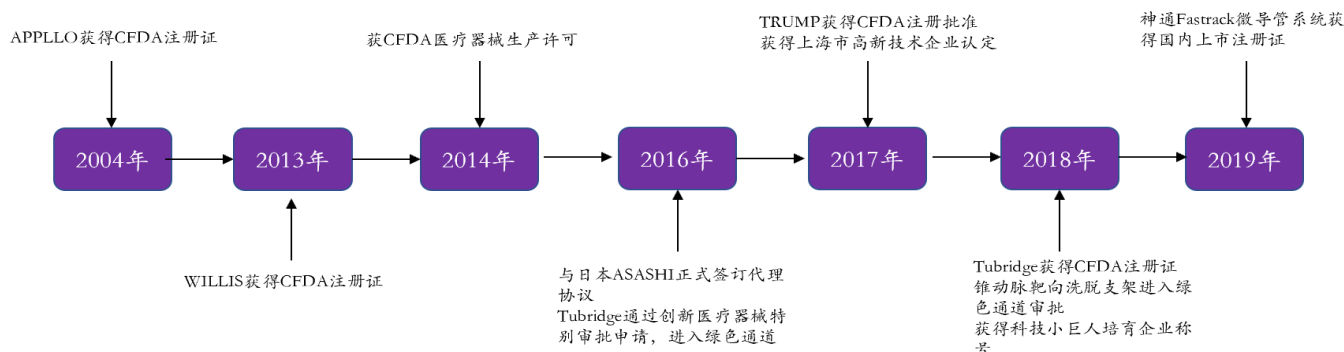 APPLLO获得CFDA注册证
获CFDA医疗器械生产许可
TRUMP获得CFDA注册批准
获得上海市高新技术企业认定
神通Fastrack微导管系统获
得国内上市注册证
2004年
2013年
2014年
2016年
2017年
2018年
2019年
WILLIS获得CFDA注册证
与日本ASASHI正式签订代理
协议
Tubridge通过创新医疗器械特
别审批申请，进入绿色通道
Tubridge获得CFDA注册证
锥动脉靶向洗脱支架进入绿
色通道审批
获得科技小巨人培育企业称
号